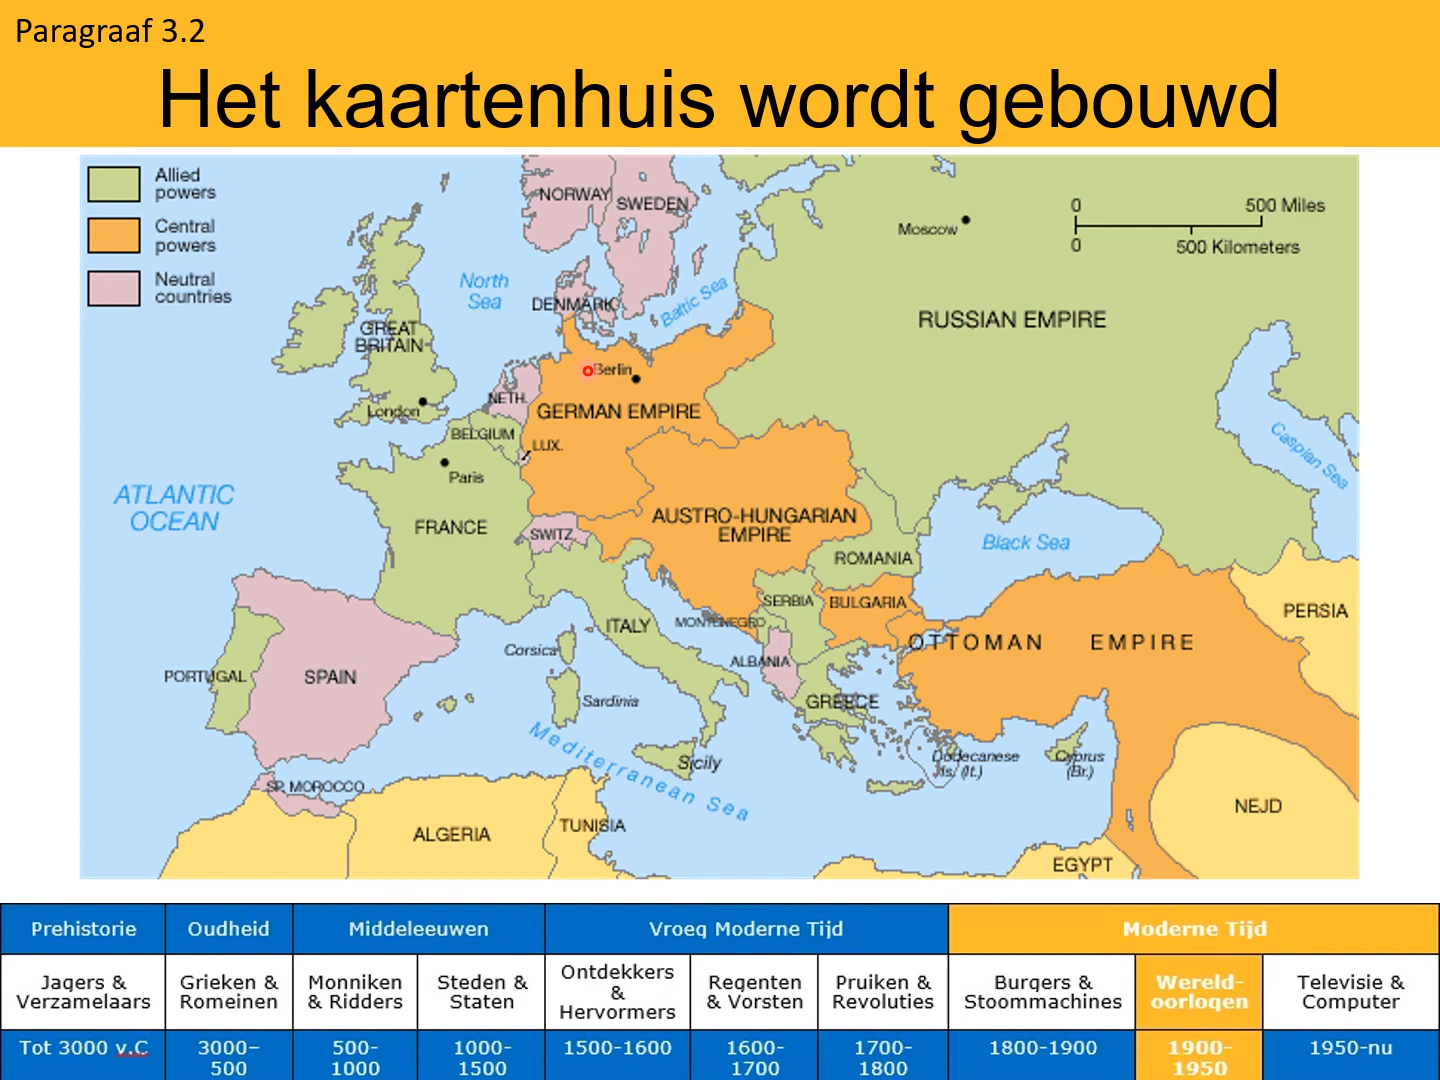 Paragraaf 3.2
Het kaartenhuis wordt gebouwd
Allied
powers
Central
powers
Neutral
countries
NORWAY
SWEDEN
Moscow
0 500 Miles
0 500 Kilometers
North
Sea
DENMARK
Baltic Sea
RUSSIAN EMPIRE
GREAT
BRITAIN
Berlin
NETH.
London
GERMAN EMPIRE
BELGIUM
LUX.
Paris
Caspian Sea
ATLANTIC
OCEAN
FRANCE
SWITZ.
AUSTRO-HUNGARIAN
EMPIRE
Black Sea
ROMANIA
SERBIA
BULGARIA
PERSIA
ITALY
MONTENEGRO
OTTOMAN EMPIRE
Corsica
ALBANIA
PORTUGAL
SPAIN
Sardinia
GREECE
Mediterranean Sea
Sicily
Dodecanese
Is. (It.)
Cyprus
(Br.)
SP. MOROCCO
ALGERIA
TUNISIA
NEJD
EGYPT
Prehistorie Oudheid Middeleeuwen Vroeg Moderne Tijd Moderne Tijd
Jagers &
Verzamelaars
Grieken &
Romeinen
Monniken
& Ridders
Steden &
Staten
Ontdekkers
&
Hervormers
Regenten
& Vorsten
Pruiken &
Revoluties
Burgers &
Stoommachines
Wereld-
oorlogen
Televisie &
Computer
Tot 3000 v.C
3000–
500
500-
1000
1000-
1500
1500-1600
1600-
1700
1700-
1800
1800-1900
1900-
1950
1950-nu